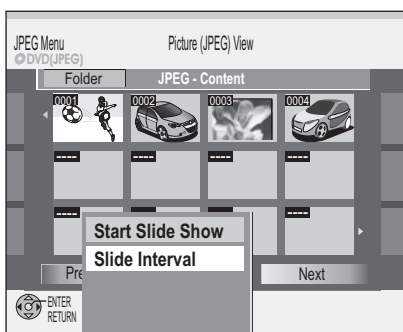 JPEG Menu Picture (JPEG) View
DVD(JPEG)
Folder JPEG - Content
0001 0002 0003 0004
---- ---- ---- ----
---- ---- ----
Start Slide Show
Slide Interval
Pre Next
ENTER
RETURN